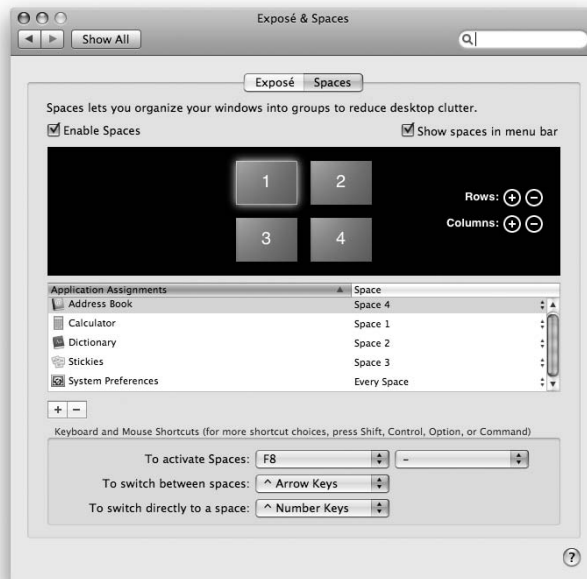 Exposé & Spaces
Show All
Exposé Spaces
Spaces lets you organize your windows into groups to reduce desktop clutter.
Enable Spaces Show spaces in menu bar
1 2
Rows: + −
Columns: + −
3 4
Application Assignments Space
Address Book Space 4
Calculator Space 1
Dictionary Space 2
Stickies Space 3
System Preferences Every Space
+ −
Keyboard and Mouse Shortcuts (for more shortcut choices, press Shift, Control, Option, or Command)
To activate Spaces: F8 –
To switch between spaces: ^ Arrow Keys
To switch directly to a space: ^ Number Keys
?